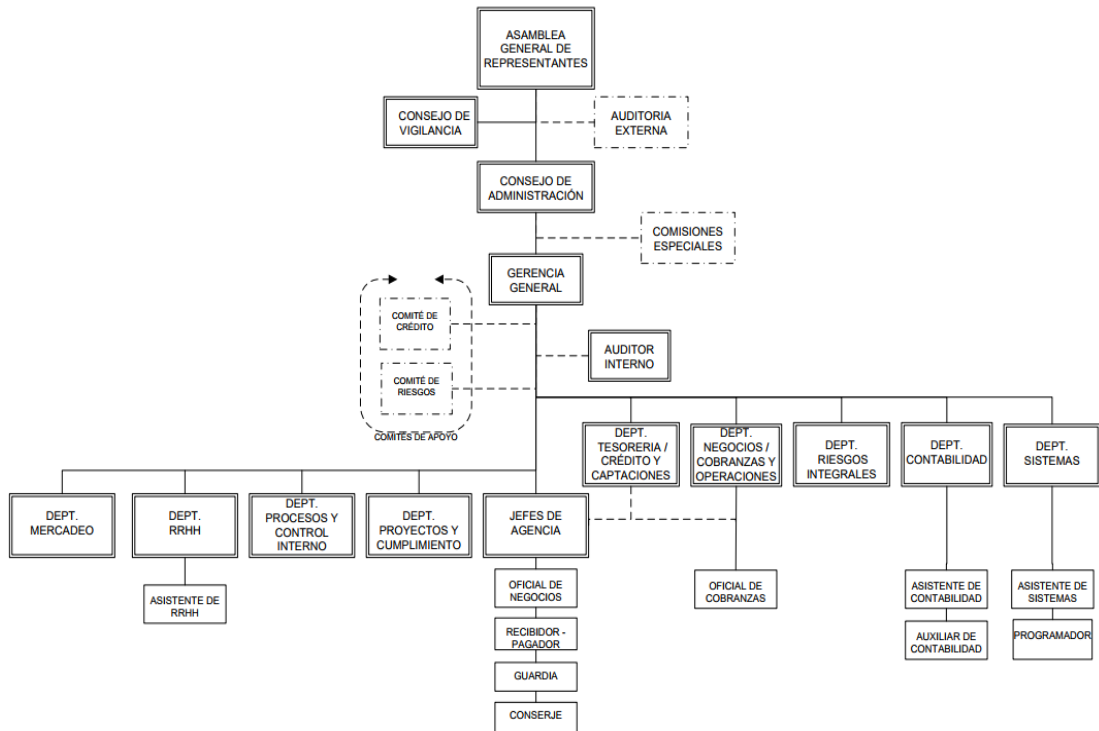 ASAMBLEA
GENERAL DE
REPRESENTANTES
CONSEJO DE
VIGILANCIA
AUDITORIA
EXTERNA
CONSEJO DE
ADMINISTRACIÓN
COMISIONES
ESPECIALES
GERENCIA
GENERAL
COMITÉ DE
CRÉDITO
AUDITOR
INTERNO
COMITÉ DE
RIESGOS
COMITES DE APOYO
DEPT.
TESORERIA /
CRÉDITO Y
CAPTACIONES
DEPT.
NEGOCIOS /
COBRANZAS Y
OPERACIONES
DEPT.
RIESGOS
INTEGRALES
DEPT.
CONTABILIDAD
DEPT.
SISTEMAS
DEPT.
MERCADEO
DEPT.
RRHH
DEPT.
PROCESOS Y
CONTROL
INTERNO
DEPT.
PROYECTOS Y
CUMPLIMIENTO
JEFES DE
AGENCIA
ASISTENTE DE
RRHH
OFICIAL DE
NEGOCIOS
OFICIAL DE
COBRANZAS
ASISTENTE DE
CONTABILIDAD
ASISTENTE DE
SISTEMAS
RECIBIDOR -
PAGADOR
AUXILIAR DE
CONTABILIDAD
PROGRAMADOR
GUARDIA
CONSERJE